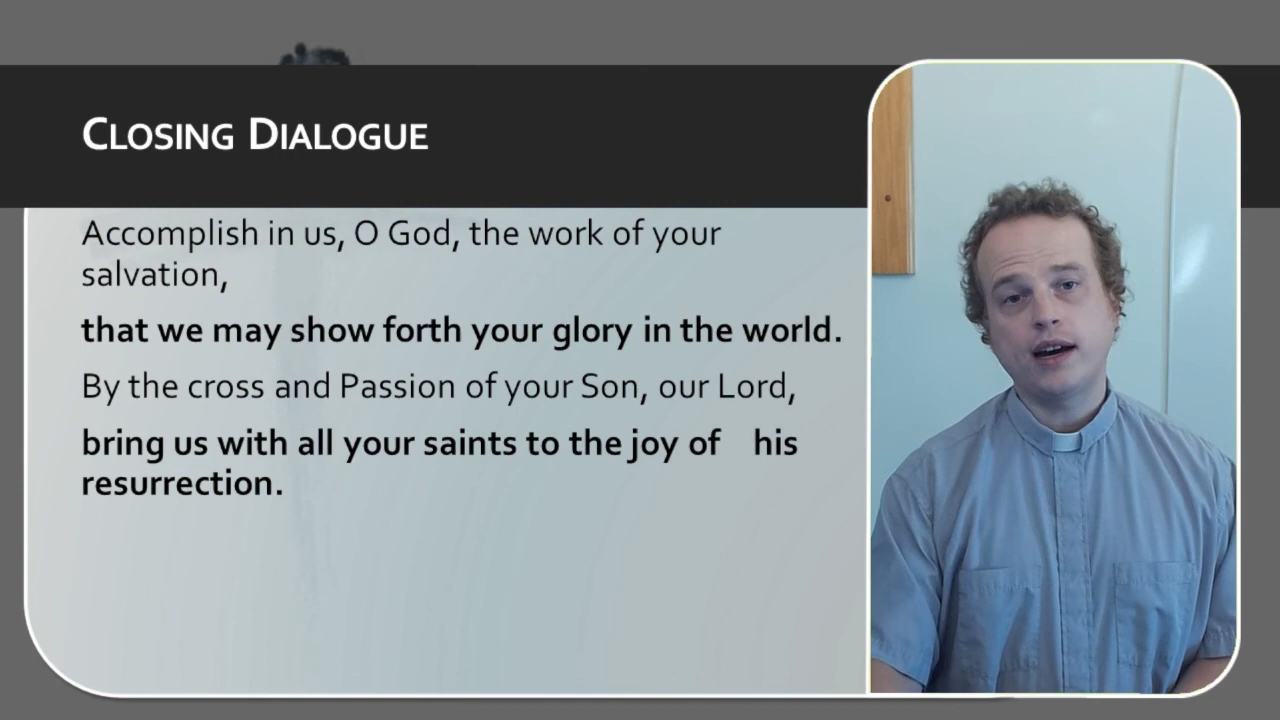 CLOSING DIALOGUE
Accomplish in us, O God, the work of your
salvation,
that we may show forth your glory in the world.
By the cross and Passion of your Son, our Lord,
bring us with all your saints to the joy of his
resurrection.